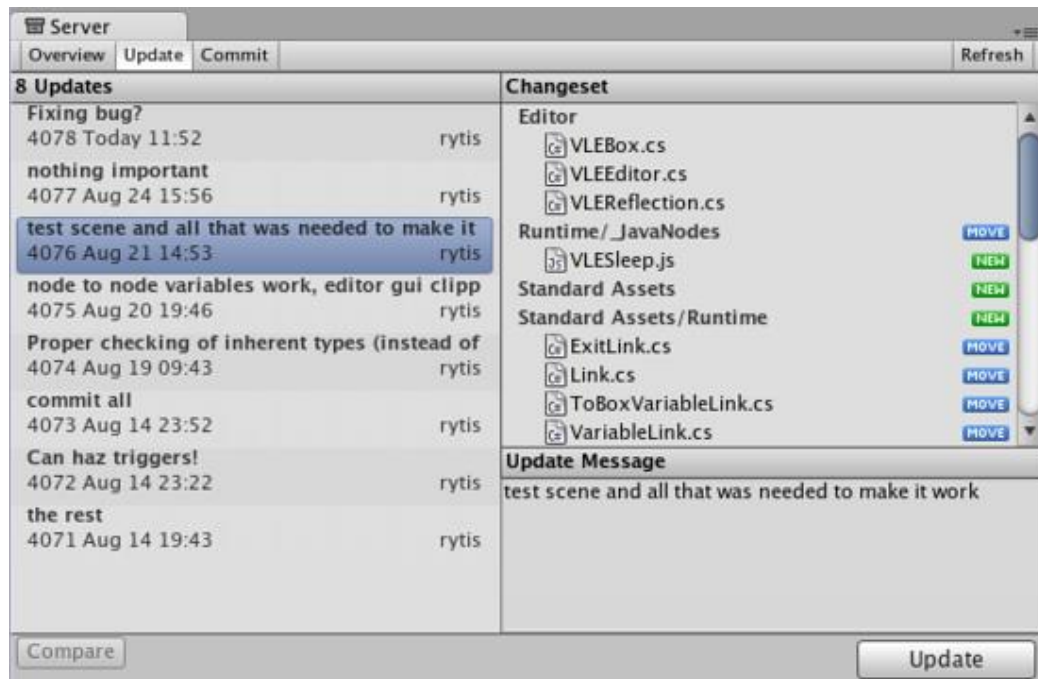 Server
Overview Update Commit Refresh
8 Updates
Fixing bug?
4078 Today 11:52 rytis
nothing important
4077 Aug 24 15:56 rytis
test scene and all that was needed to make it
4076 Aug 21 14:53 rytis
node to node variables work, editor gui clipp
4075 Aug 20 19:46 rytis
Proper checking of inherent types (instead of
4074 Aug 19 09:43 rytis
commit all
4073 Aug 14 23:52 rytis
Can haz triggers!
4072 Aug 14 23:22 rytis
the rest
4071 Aug 14 19:43 rytis
Compare
Changeset
Editor
C# VLEBox.cs
C# VLEEditor.cs
C# VLEReflection.cs
Runtime/_JavaNodes MOVE
JS VLESleep.js NEW
Standard Assets NEW
Standard Assets/Runtime NEW
C# ExitLink.cs MOVE
C# Link.cs MOVE
C# ToBoxVariableLink.cs MOVE
C# VariableLink.cs MOVE
Update Message
test scene and all that was needed to make it work
Update